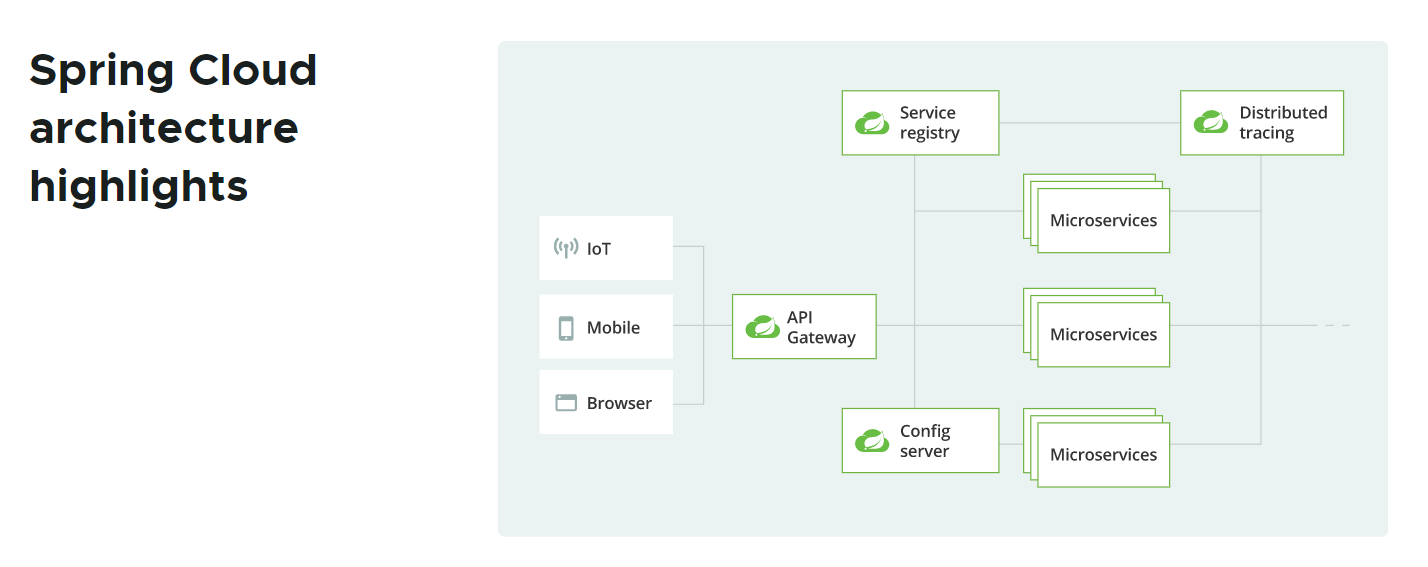 Spring Cloud
architecture
highlights
Service
registry
Distributed
tracing
Microservices
IoT
Mobile
API
Gateway
Microservices
Browser
Config
server
Microservices